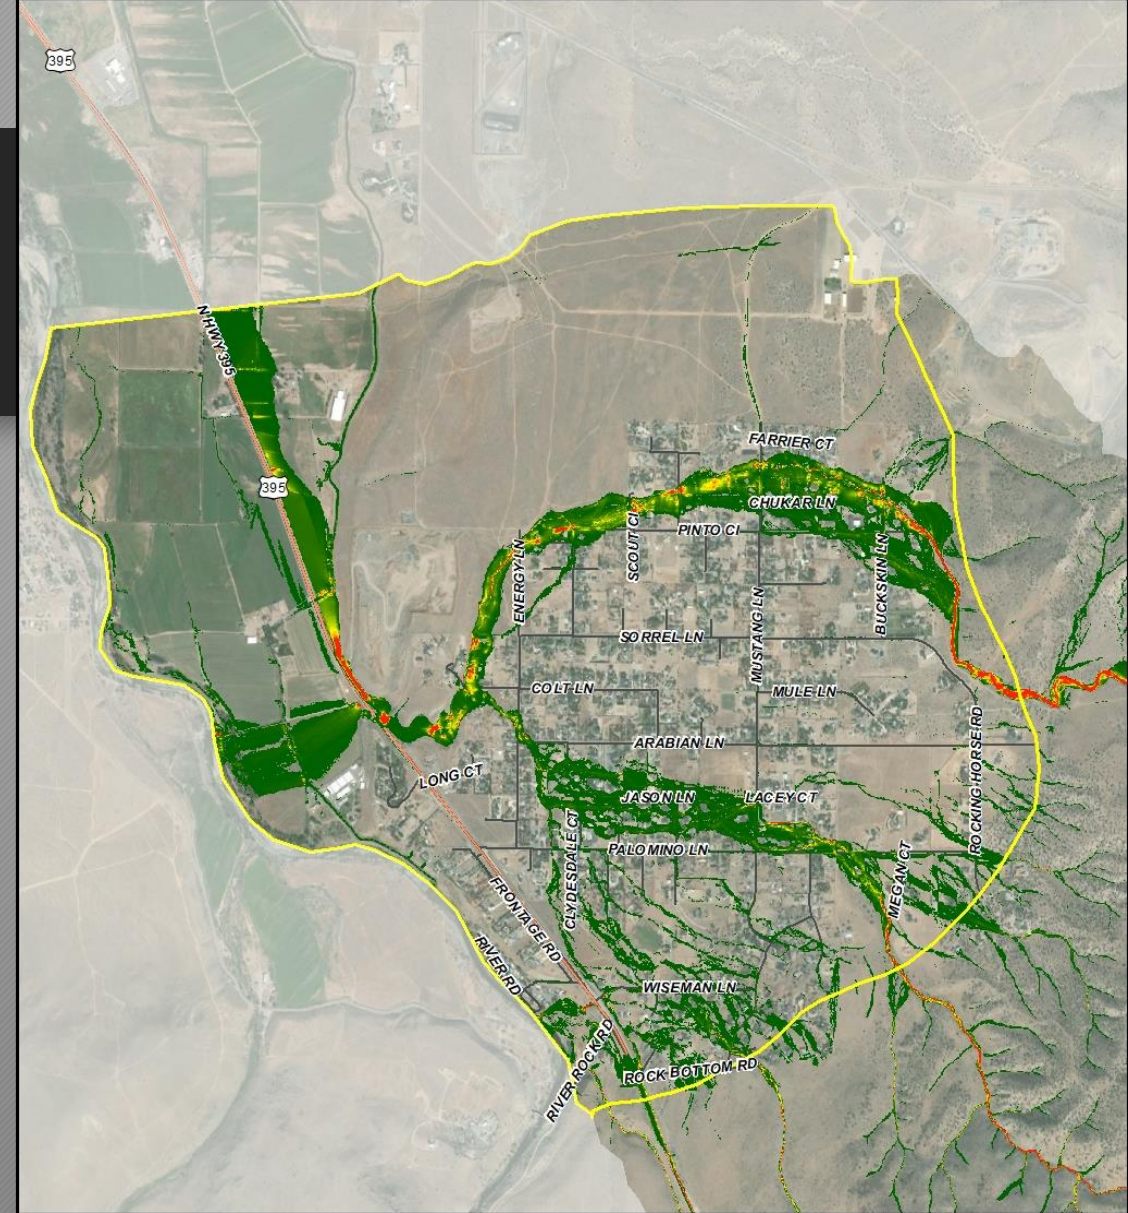 395
N HWY 395
FARRIER CT
395
CHUKAR LN
SCOUT CI
PINTO CI
ENERGY LN
BUCKSKIN LN
MUSTANG LN
SORREL LN
COLT LN
MULE LN
ROCKING HORSE RD
ARABIAN LN
LONG CT
JASON LN
LACEY CT
CLYDESDALE CT
PALOMINO LN
MEGAN CT
FRONTAGE RD
RIVER RD
WISEMAN LN
RIVER ROCK RD
ROCK BOTTOM RD